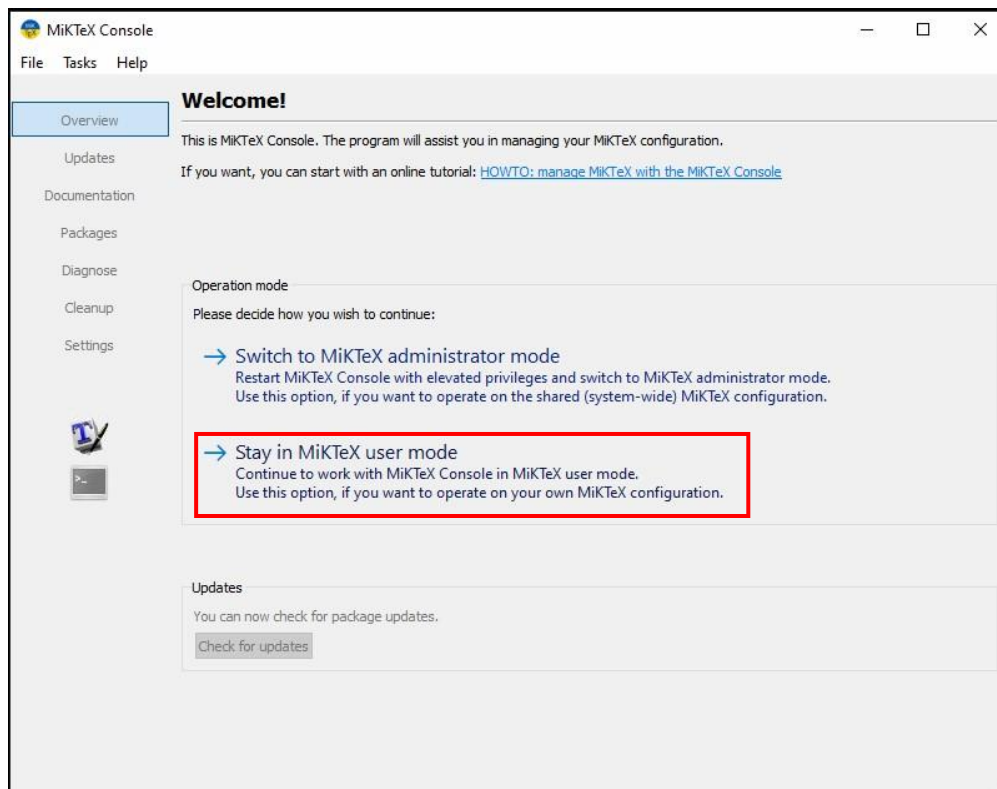 MiKTeX Console
File Tasks Help
Overview
Updates
Documentation
Packages
Diagnose
Cleanup
Settings
Welcome!
This is MiKTeX Console. The program will assist you in managing your MiKTeX configuration.
If you want, you can start with an online tutorial: HOWTO: manage MiKTeX with the MiKTeX Console
Operation mode
Please decide how you wish to continue:
Switch to MiKTeX administrator mode
Restart MiKTeX Console with elevated privileges and switch to MiKTeX administrator mode.
Use this option, if you want to operate on the shared (system-wide) MiKTeX configuration.
Stay in MiKTeX user mode
Continue to work with MiKTeX Console in MiKTeX user mode.
Use this option, if you want to operate on your own MiKTeX configuration.
Updates
You can now check for package updates.
Check for updates